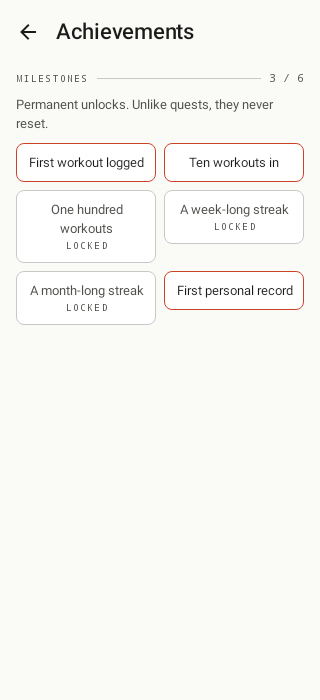 Achievements
MILESTONES 3 / 6
Permanent unlocks. Unlike quests, they never
reset.
First workout logged
Ten workouts in
One hundred
workouts
LOCKED
A week-long streak
LOCKED
A month-long streak
LOCKED
First personal record